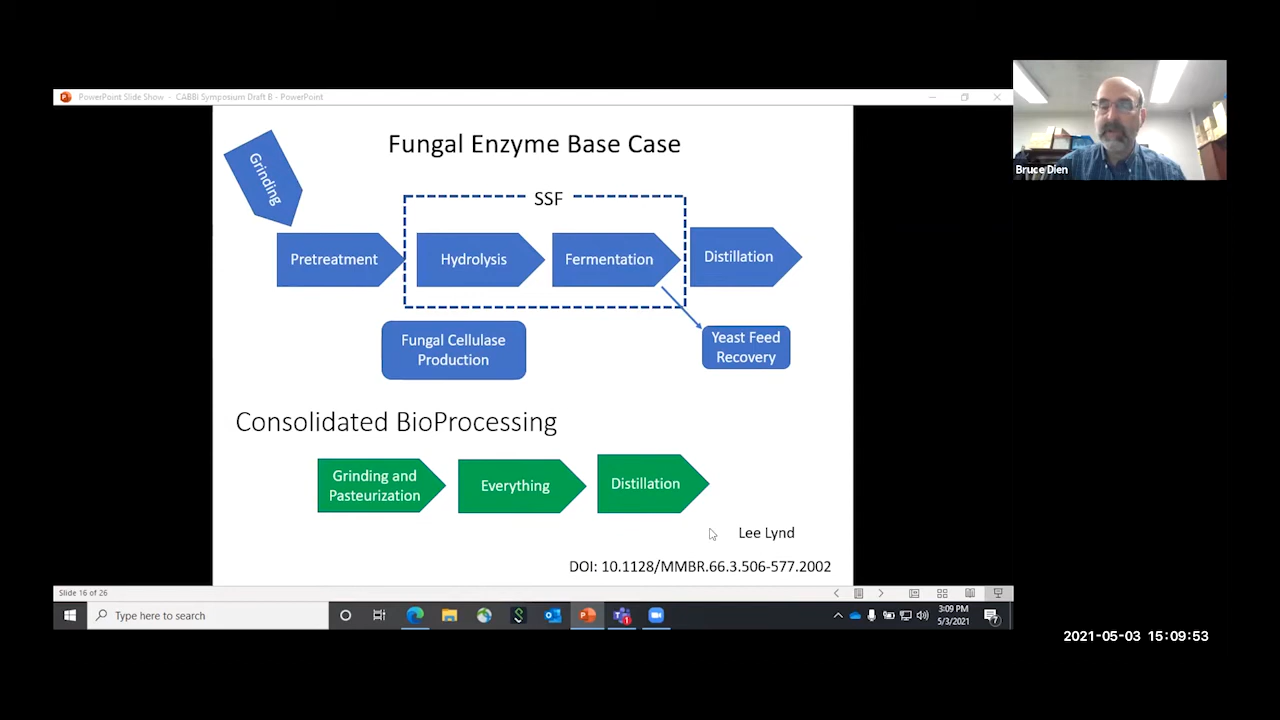 PowerPoint Slide Show - CABBI Symposium Draft B - PowerPoint
Bruce Dien
Fungal Enzyme Base Case
Grinding
SSF
Pretreatment
Hydrolysis
Fermentation
Distillation
Fungal Cellulase
Production
Yeast Feed
Recovery
Consolidated BioProcessing
Grinding and
Pasteurization
Everything
Distillation
Lee Lynd
DOI: 10.1128/MMBR.66.3.506-577.2002
Slide 16 of 26
Type here to search
3:09 PM
5/3/2021
2021-05-03 15:09:53